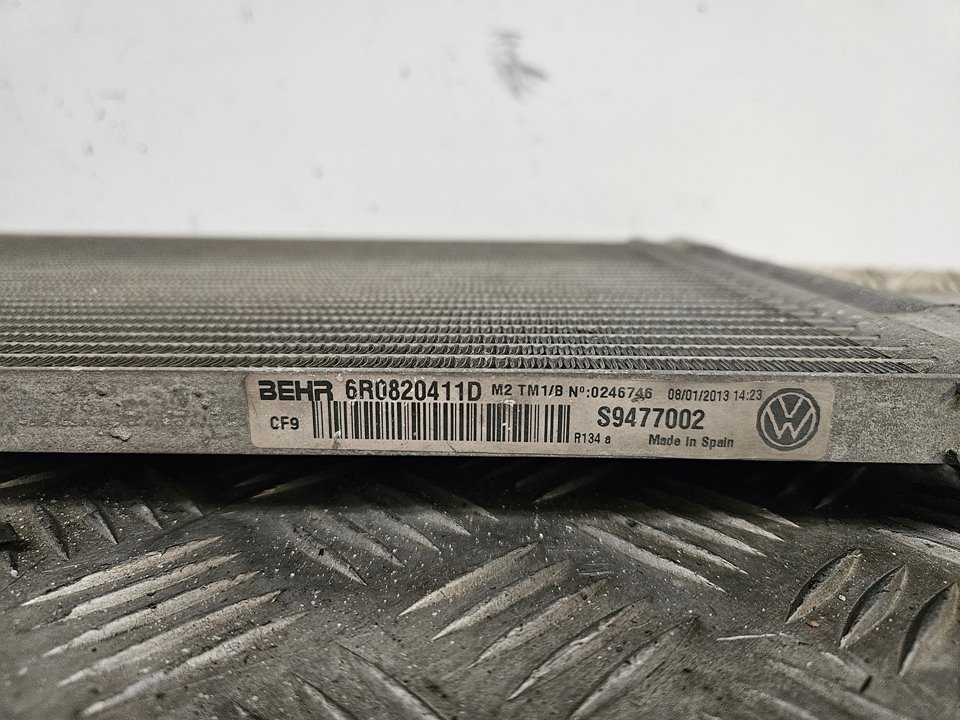 BEHR 6R0820411D M2 TM1/B Nº:0246746 08/01/2013 14:23
CF9 S9477002
R134 a Made in Spain